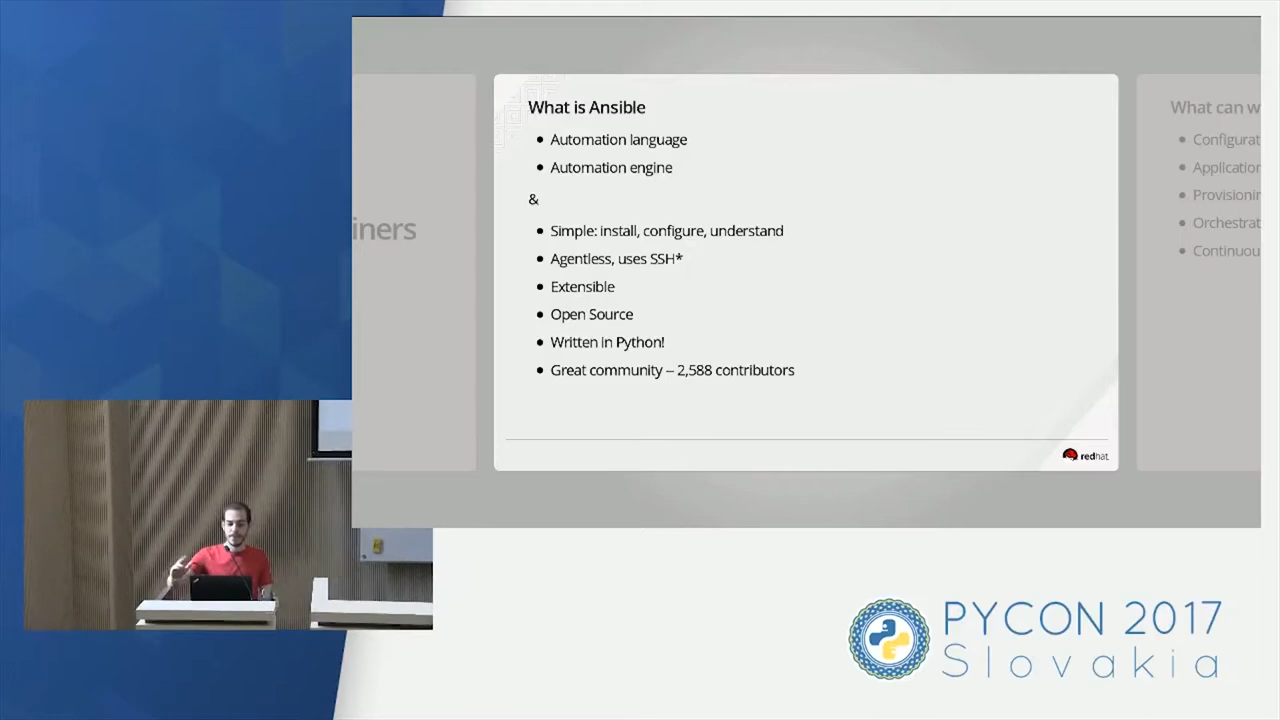 What is Ansible
Automation language
Automation engine
&
Simple: install, configure, understand
Agentless, uses SSH*
Extensible
Open Source
Written in Python!
Great community – 2,588 contributors
redhat.
iners
What can w
Configurat
Application
Provisionin
Orchestrat
Continuou
PYCON 2017
Slovakia